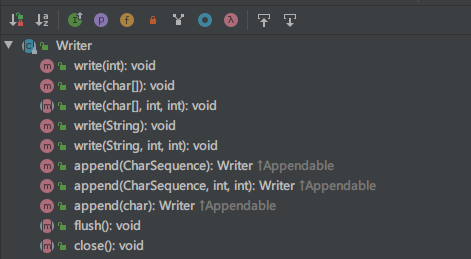 Writer
write(int): void
write(char[]): void
write(char[], int, int): void
write(String): void
write(String, int, int): void
append(CharSequence): Writer ↑Appendable
append(CharSequence, int, int): Writer ↑Appendable
append(char): Writer ↑Appendable
flush(): void
close(): void